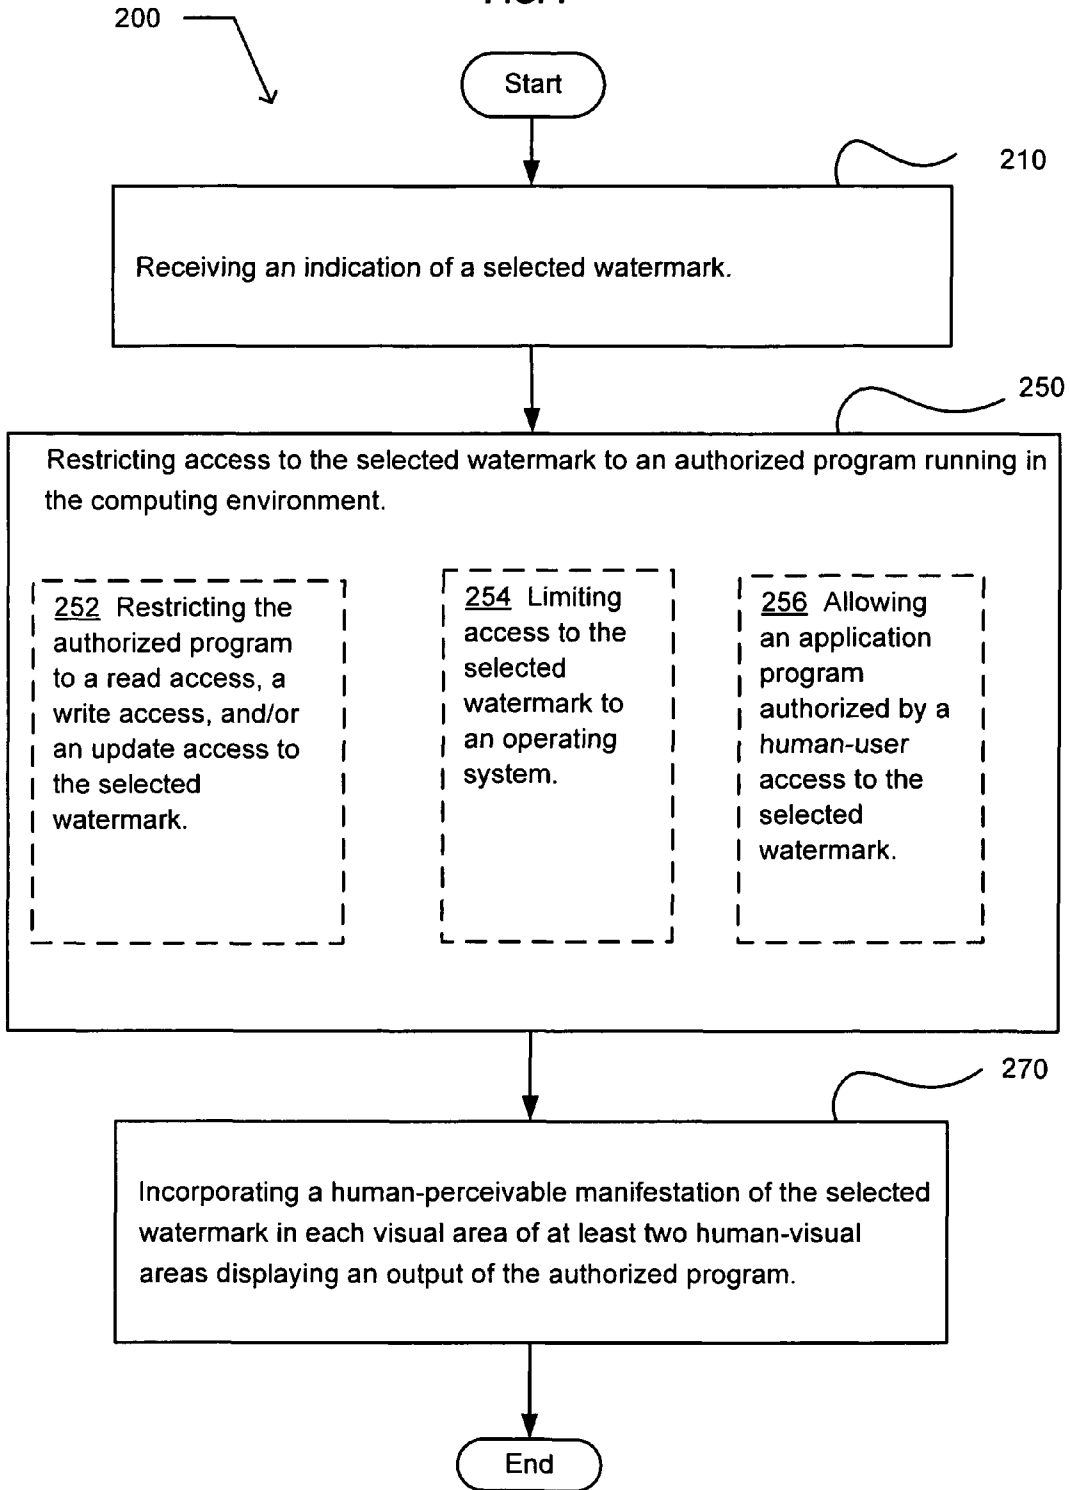 200
Start
210
Receiving an indication of a selected watermark.
250
Restricting access to the selected watermark to an authorized program running in
the computing environment.
252 Restricting the
authorized program
to a read access, a
write access, and/or
an update access to
the selected
watermark.
254 Limiting
access to the
selected
watermark to
an operating
system.
256 Allowing
an application
program
authorized by a
human-user
access to the
selected
watermark.
270
Incorporating a human-perceivable manifestation of the selected
watermark in each visual area of at least two human-visual
areas displaying an output of the authorized program.
End